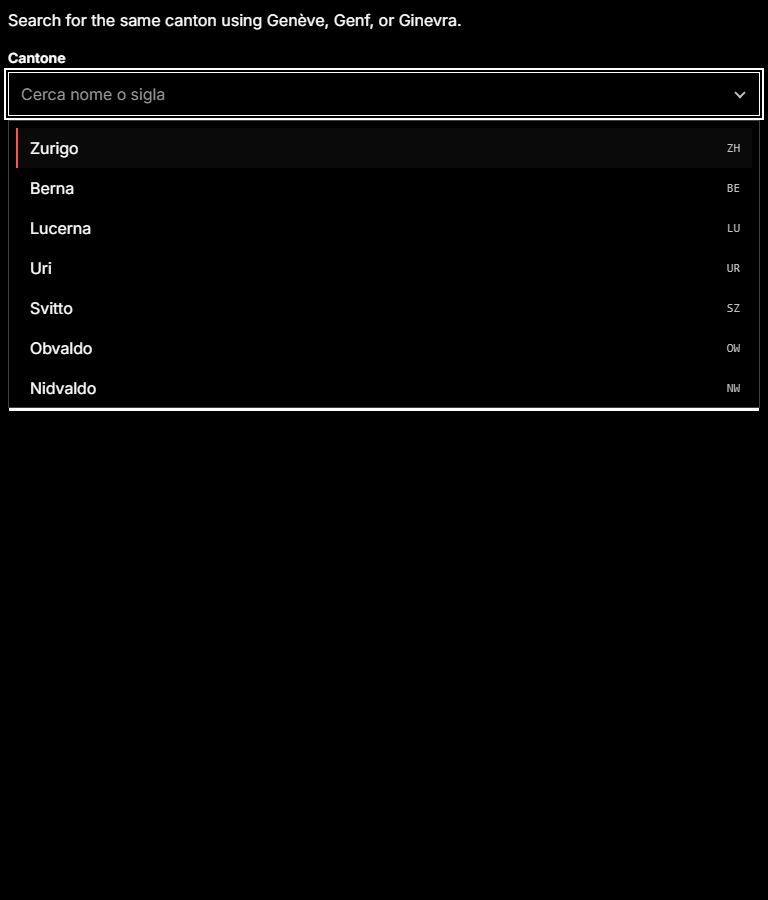 Search for the same canton using Genève, Genf, or Ginevra.
Cantone
Cerca nome o sigla
Zurigo ZH
Berna BE
Lucerna LU
Uri UR
Svitto SZ
Obvaldo OW
Nidvaldo NW